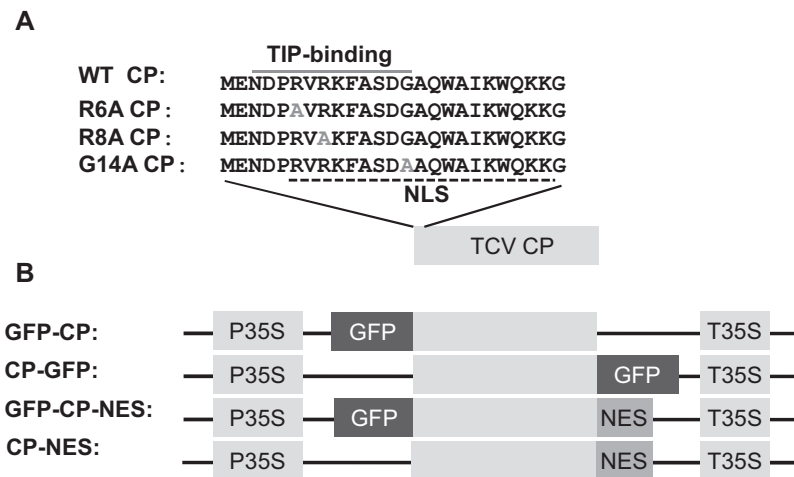 A
TIP-binding
WT CP: MENDPRVRKFASDGAQWAIKWQKKG
R6A CP: MENDPAVRKFASDGAQWAIKWQKKG
R8A CP: MENDPRVAKFASDGAQWAIKWQKKG
G14A CP: MENDPRVRKFASDAAQWAIKWQKKG
NLS
TCV CP
B
GFP-CP: P35S GFP T35S
CP-GFP: P35S GFP T35S
GFP-CP-NES: P35S GFP NES T35S
CP-NES: P35S NES T35S